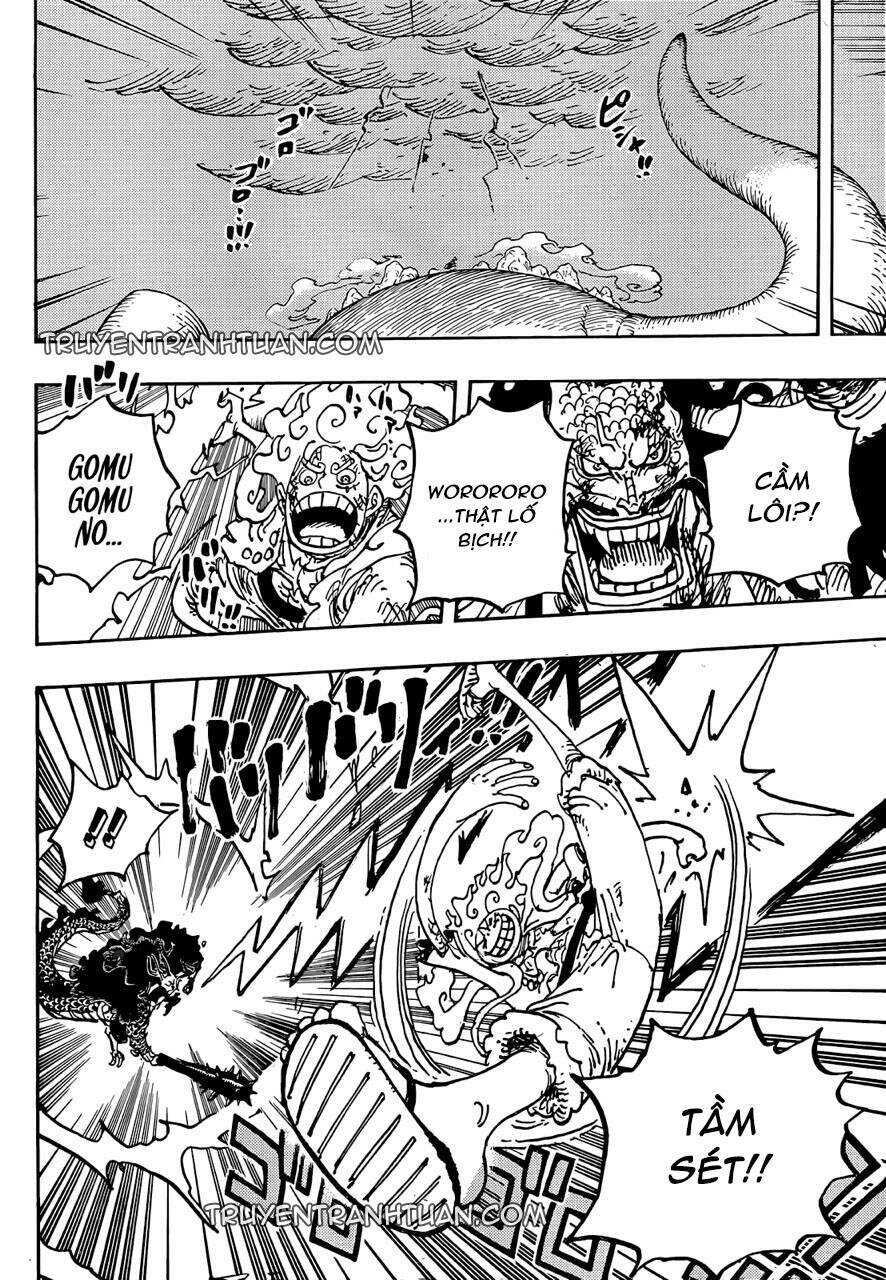 ピシャ!!
ゴロ
ゴロ...!!!
TRUYENTRANHTUAN.COM
CẦM
LÔI?!
WORORORO
...THẬT LỐ
BỊCH!!
GOMU
GOMU
NO...
!!
TẦM
SÉT!!
TRUYENTRANHTUAN.COM